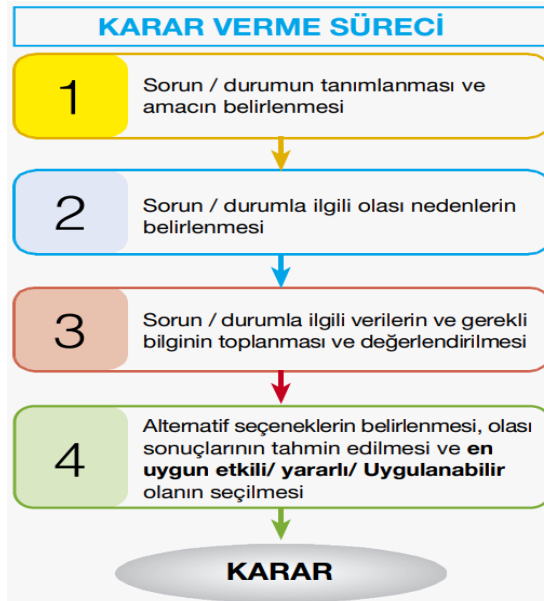 KARAR VERME SÜRECİ
1
Sorun / durumun tanımlanması ve
amacın belirlenmesi
2
Sorun / durumla ilgili olası nedenlerin
belirlenmesi
3
Sorun / durumla ilgili verilerin ve gerekli
bilginin toplanması ve değerlendirilmesi
4
Alternatif seçeneklerin belirlenmesi, olası
sonuçlarının tahmin edilmesi ve en
uygun etkili/ yararlı/ Uygulanabilir
olanın seçilmesi
KARAR